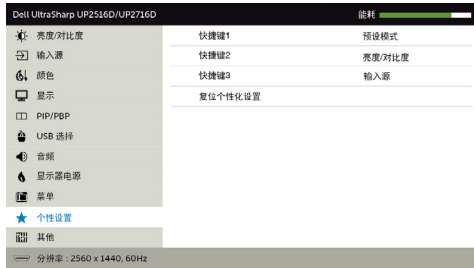 Dell UltraSharp UP2516D/UP2716D 能耗
亮度/对比度 快捷键1 预设模式
输入源 快捷键2 亮度/对比度
颜色 快捷键3 输入源
显示 复位个性化设置
PIP/PBP
USB 选择
音频
显示器电源
菜单
个性设置
其他
分辨率 : 2560 x 1440, 60Hz